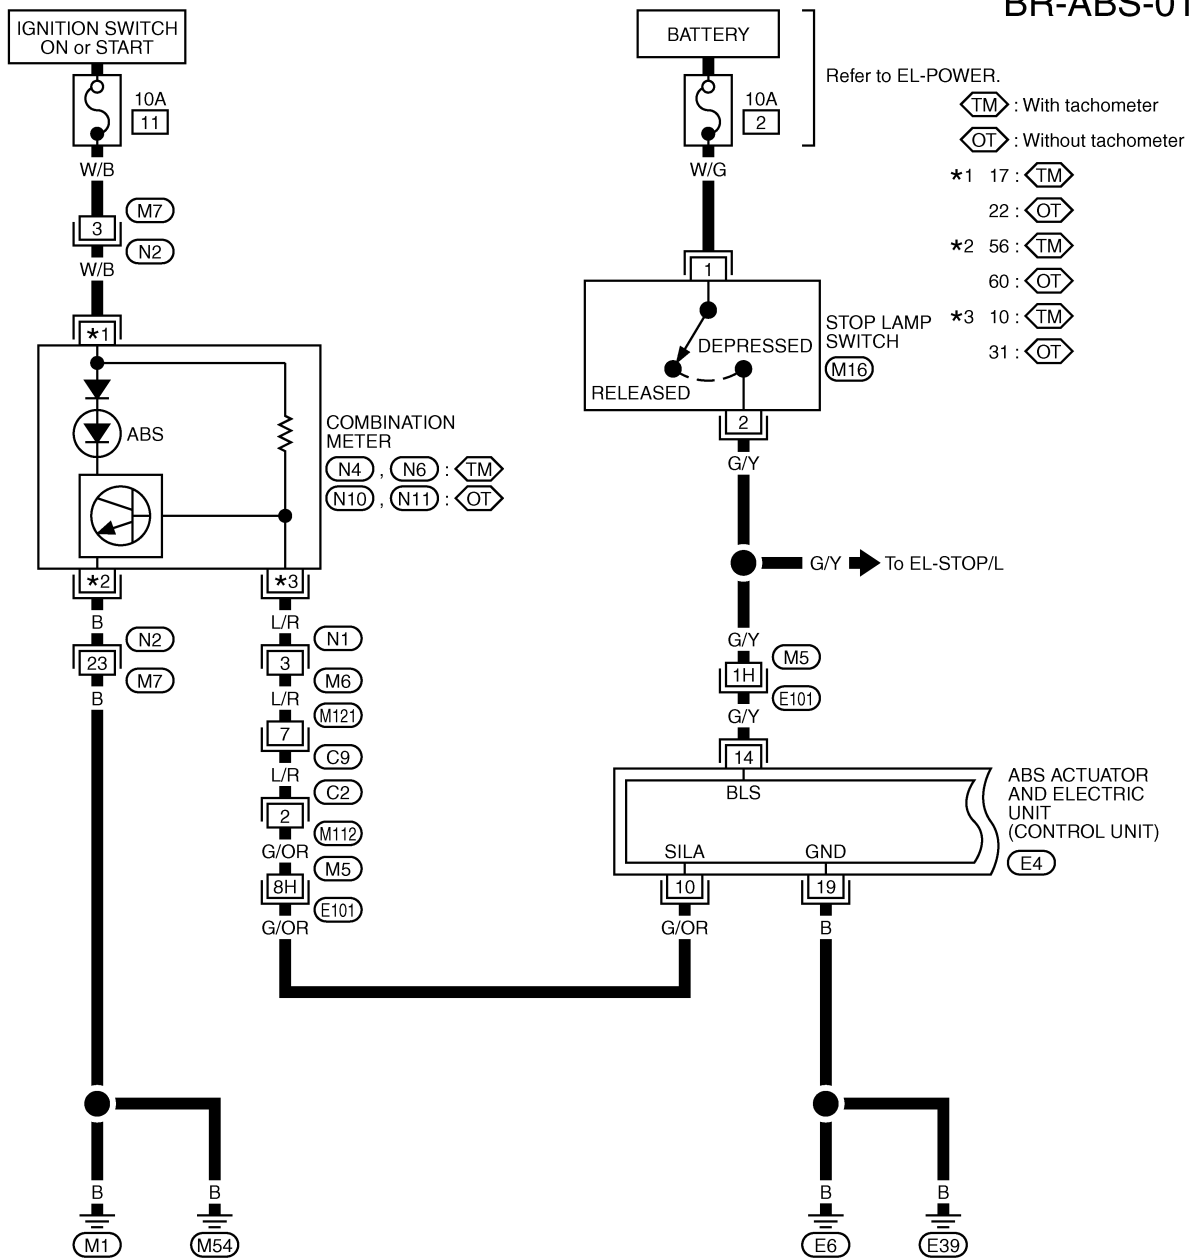 BR-ABS-01
IGNITION SWITCH
ON or START
10A
11
W/B
M7
3
N2
W/B
*1
ABS
COMBINATION
METER
N4 , N6 : TM
N10 , N11 : OT
*2
*3
B
N2
23
M7
B
L/R
N1
3
M6
L/R
M121
7
C9
L/R
C2
2
M112
G/OR
M5
8H
E101
G/OR
B
B
M1
M54
BATTERY
10A
2
W/G
Refer to EL-POWER.
TM : With tachometer
OT : Without tachometer
*1 17 : TM
22 : OT
*2 56 : TM
60 : OT
*3 10 : TM
31 : OT
1
DEPRESSED
RELEASED
STOP LAMP
SWITCH
M16
2
G/Y
G/Y
To EL-STOP/L
G/Y
M5
1H
E101
G/Y
14
BLS
SILA
GND
ABS ACTUATOR
AND ELECTRIC
UNIT
(CONTROL UNIT)
E4
10
19
G/OR
B
B
B
E6
E39